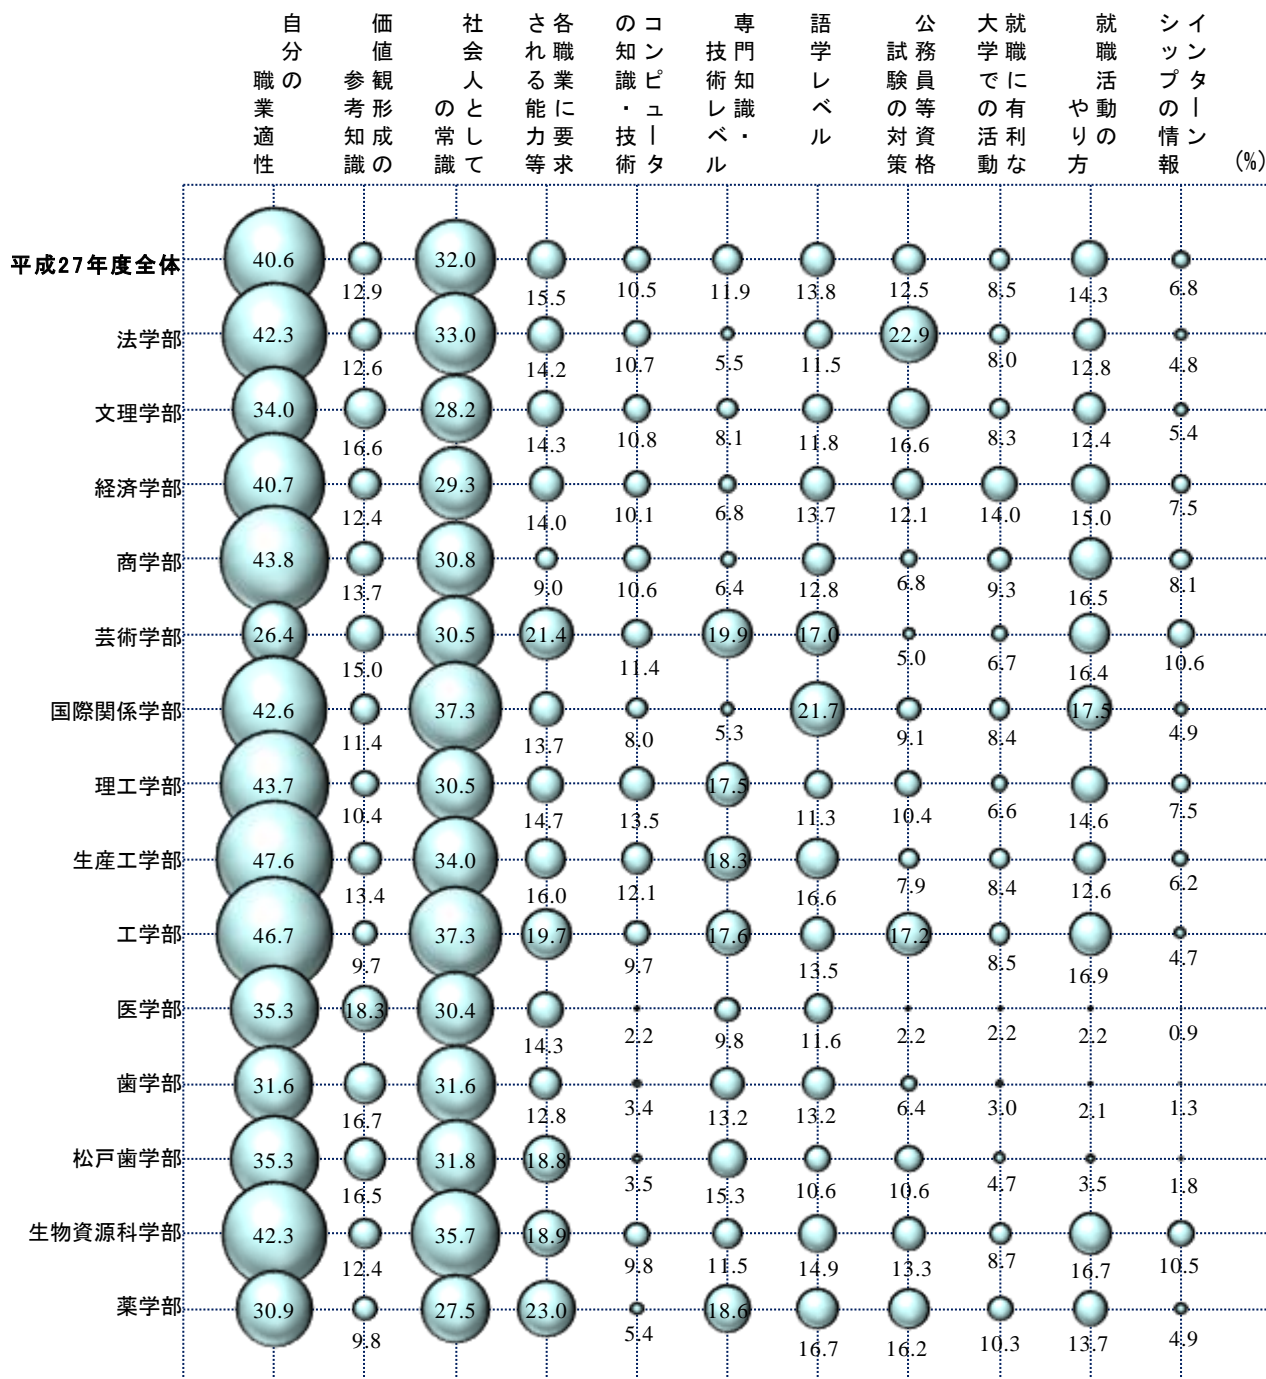 自分の
職業適性
価値観形成の
参考知識
社会人として
の常識
各職業に要求
される能力等
コンピュータ
の知識・技術
専門知識・
技術レベル
語学レベル
公務員等資格
試験の対策
就職に有利な
大学での活動
就職活動の
やり方
インターン
シップの情報
(%)
平成27年度全体 40.6 12.9 32.0 15.5 10.5 11.9 13.8 12.5 8.5 14.3 6.8
法学部 42.3 12.6 33.0 14.2 10.7 5.5 11.5 22.9 8.0 12.8 4.8
文理学部 34.0 16.6 28.2 14.3 10.8 8.1 11.8 16.6 8.3 12.4 5.4
経済学部 40.7 12.4 29.3 14.0 10.1 6.8 13.7 12.1 14.0 15.0 7.5
商学部 43.8 13.7 30.8 9.0 10.6 6.4 12.8 6.8 9.3 16.5 8.1
芸術学部 26.4 15.0 30.5 21.4 11.4 19.9 17.0 5.0 6.7 16.4 10.6
国際関係学部 42.6 11.4 37.3 13.7 8.0 5.3 21.7 9.1 8.4 17.5 4.9
理工学部 43.7 10.4 30.5 14.7 13.5 17.5 11.3 10.4 6.6 14.6 7.5
生産工学部 47.6 13.4 34.0 16.0 12.1 18.3 16.6 7.9 8.4 12.6 6.2
工学部 46.7 9.7 37.3 19.7 9.7 17.6 13.5 17.2 8.5 16.9 4.7
医学部 35.3 18.3 30.4 14.3 2.2 9.8 11.6 2.2 2.2 2.2 0.9
歯学部 31.6 16.7 31.6 12.8 3.4 13.2 13.2 6.4 3.0 2.1 1.3
松戸歯学部 35.3 16.5 31.8 18.8 3.5 15.3 10.6 10.6 4.7 3.5 1.8
生物資源科学部 42.3 12.4 35.7 18.9 9.8 11.5 14.9 13.3 8.7 16.7 10.5
薬学部 30.9 9.8 27.5 23.0 5.4 18.6 16.7 16.2 10.3 13.7 4.9